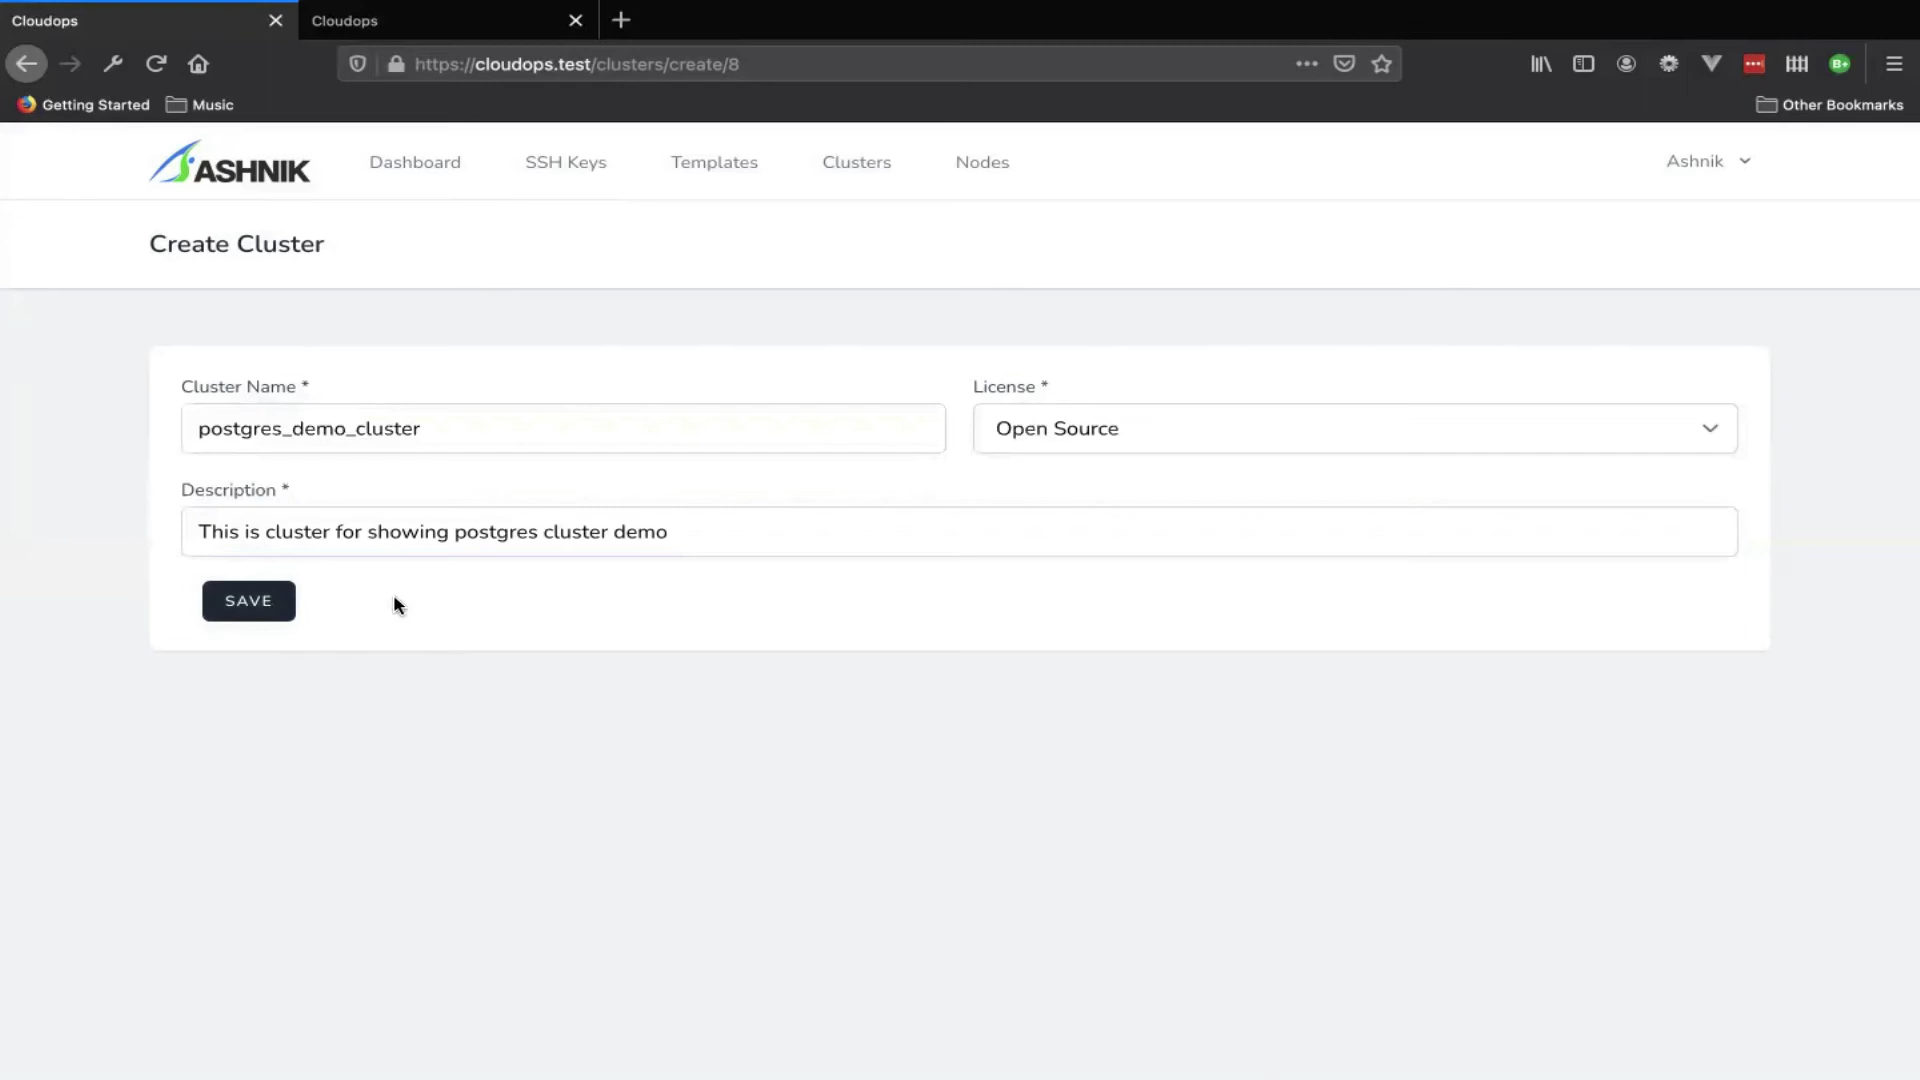 Cloudops
Cloudops
https://cloudops.test/clusters/create/8
B+
Getting Started
Music
Other Bookmarks
ASHNIK
Dashboard
SSH Keys
Templates
Clusters
Nodes
Ashnik
Create Cluster
Cluster Name *
License *
postgres_demo_cluster
Open Source
Description *
This is cluster for showing postgres cluster demo
SAVE